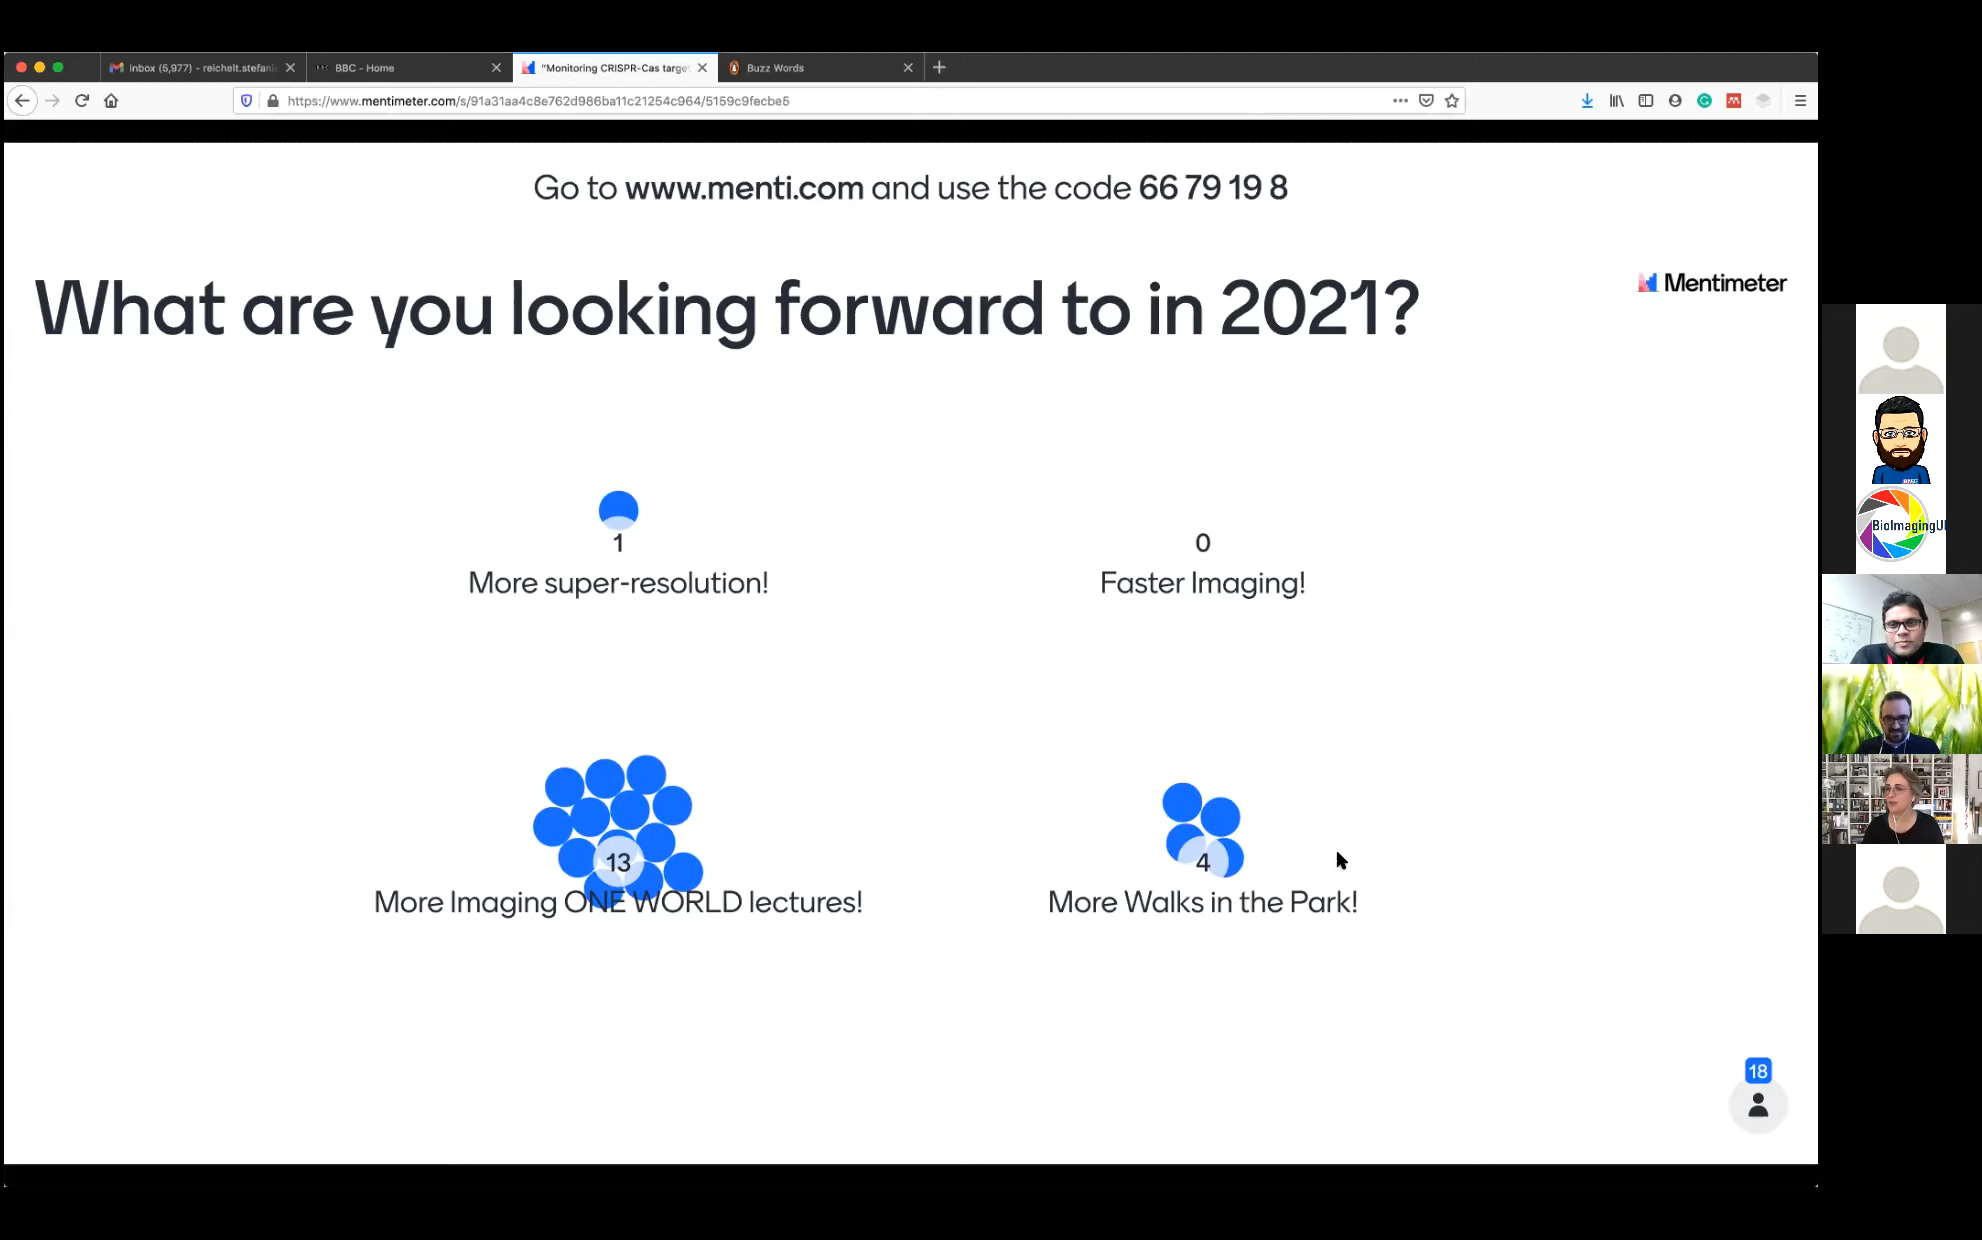 Inbox (5,977) - reichelt.stefani
BBC - Home
"Monitoring CRISPR-Cas target
Buzz Words
https://www.mentimeter.com/s/91a31aa4c8e762d986ba11c21254c964/5159c9fecbe5
Go to www.menti.com and use the code 66 79 19 8
What are you looking forward to in 2021?
Mentimeter
1
More super-resolution!
0
Faster Imaging!
13
More Imaging ONE WORLD lectures!
4
More Walks in the Park!
18
BioImagingU